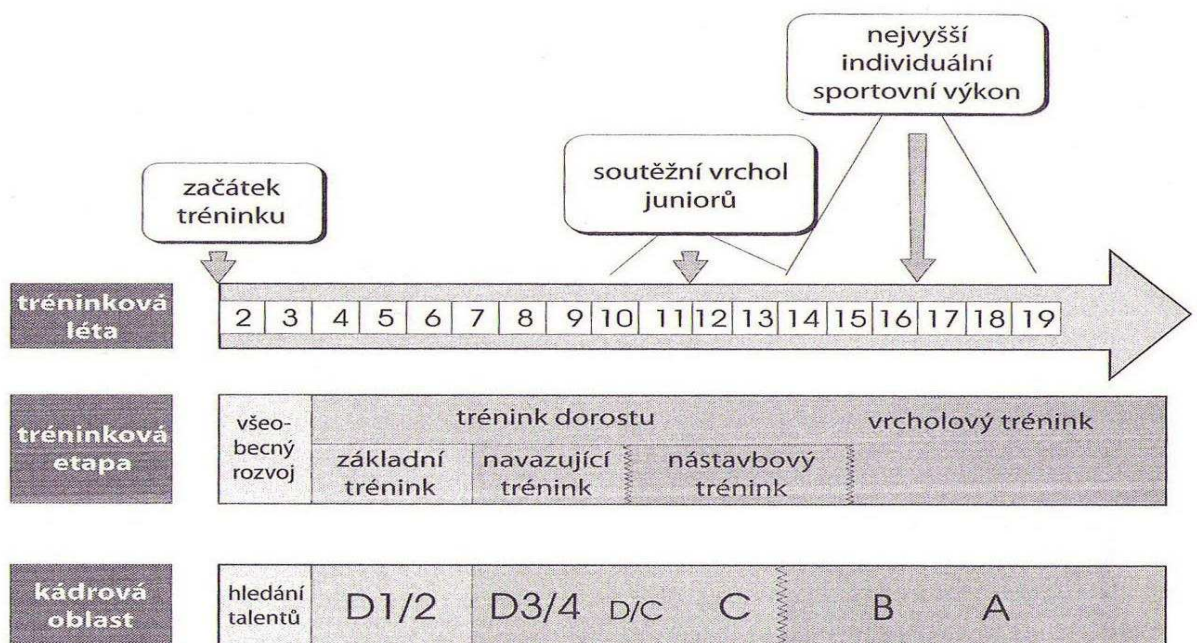 nejvyšší
individuální
sportovní výkon
soutěžní vrchol
juniorů
začátek
tréninku
tréninková
léta
2 3 4 5 6 7 8 9 10 11 12 13 14 15 16 17 18 19
tréninková
etapa
všeo-
becný
rozvoj
trénink dorostu
vrcholový trénink
základní
trénink
navazující
trénink
nástavbový
trénink
kádrová
oblast
hledání
talentů
D1/2 D3/4 D/C C B A